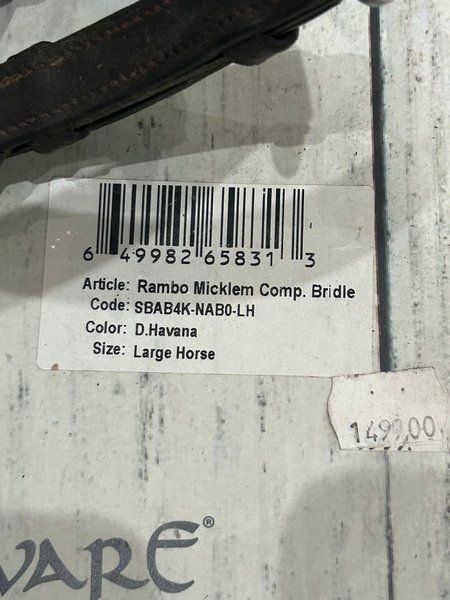 6 49982 65831 3
Article: Rambo Micklem Comp. Bridle
Code: SBAB4K-NAB0-LH
Color: D.Havana
Size: Large Horse
1499,00
WARE®